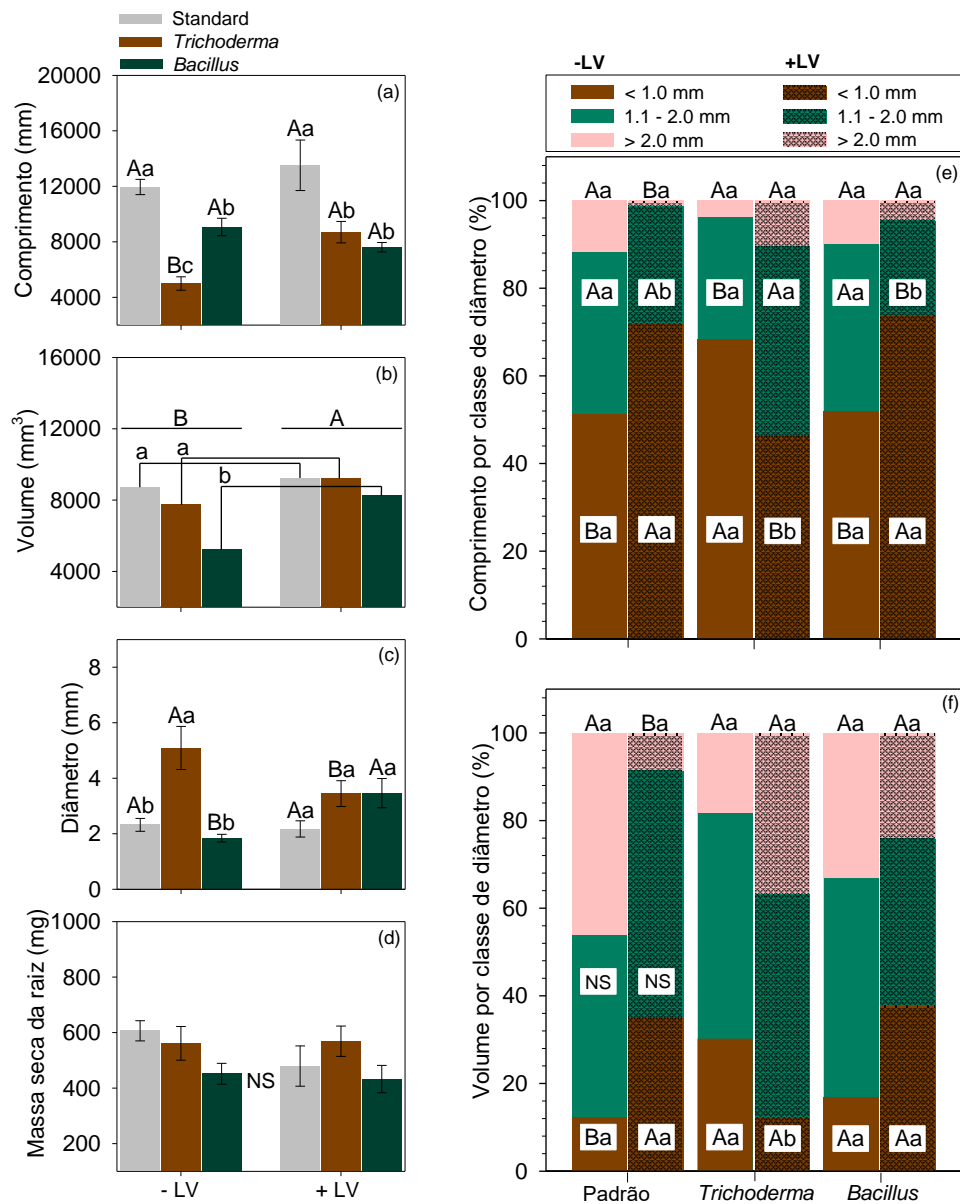 Standard
Trichoderma
Bacillus
(a)
Comprimento (mm)
20000
16000
12000
8000
4000
Aa
Bc
Ab
Aa
Ab
Ab
(b)
Volume (mm³)
16000
12000
8000
4000
B
A
a
a
b
(c)
Diâmetro (mm)
8
6
4
2
0
Ab
Aa
Bb
Aa
Ba
Aa
(d)
Massa seca da raiz (mg)
1000
800
600
400
200
NS
- LV
+ LV
-LV +LV
< 1.0 mm < 1.0 mm
1.1 - 2.0 mm 1.1 - 2.0 mm
> 2.0 mm > 2.0 mm
(e)
Comprimento por classe de diâmetro (%)
100
80
60
40
20
0
Aa Ba Aa Aa Aa Aa
Aa Ab Ba Aa Aa Bb
Ba Aa Aa Bb Ba Aa
(f)
Volume por classe de diâmetro (%)
100
80
60
40
20
0
Aa Ba Aa Aa Aa Aa
NS NS
Ba Aa Aa Ab Aa Aa
Padrão Trichoderma Bacillus